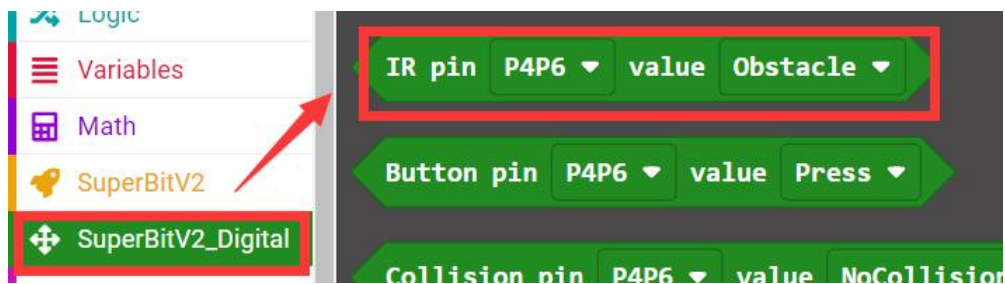 Logic
Variables
Math
SuperBitV2
SuperBitV2_Digital
IR pin P4P6 value Obstacle
Button pin P4P6 value Press
Collision pin P4P6 value NoCollision